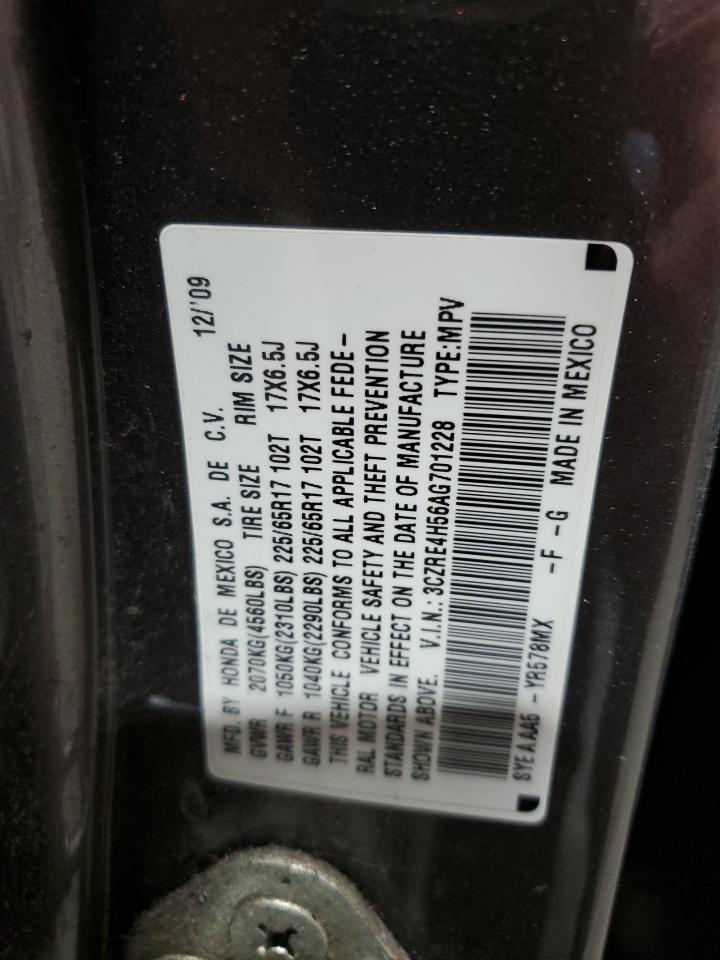 MFD. BY HONDA DE MEXICO S.A. DE C.V. 12/'09
GVWR 2070KG(4560LBS) TIRE SIZE RIM SIZE
GAWR F 1050KG(2310LBS) 225/65R17 102T 17X6.5J
GAWR R 1040KG(2290LBS) 225/65R17 102T 17X6.5J
THIS VEHICLE CONFORMS TO ALL APPLICABLE FEDE-
RAL MOTOR VEHICLE SAFETY AND THEFT PREVENTION
STANDARDS IN EFFECT ON THE DATE OF MANUFACTURE
SHOWN ABOVE. V.I.N.: 3CZRE4H56AG701228 TYPE:MPV
SYEAAA5 -YR578MX -F -G MADE IN MEXICO